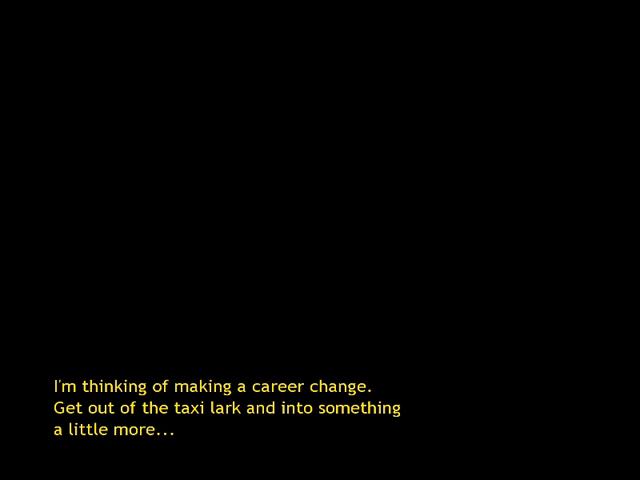 I'm thinking of making a career change.
Get out of the taxi lark and into something
a little more...